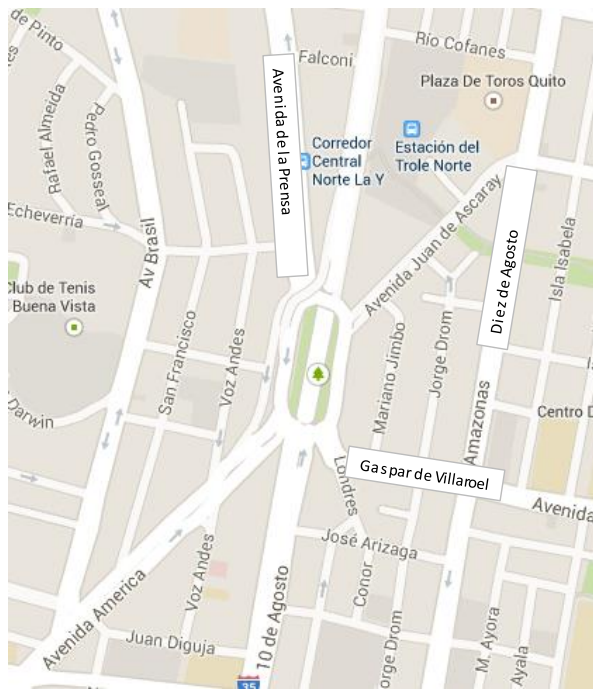 de Pinto
Falconi
Río Cofanes
Plaza De Toros Quito
Avenida de la Prensa
Rafael Almeida
Pedro Gosseal
Corredor
Central
Norte La Y
Estación del
Trole Norte
Echeverría
Av Brasil
Avenida Juan de Ascaray
Diez de Agosto
Isla Isabela
Club de Tenis
Buena Vista
San Francisco
Voz Andes
Mariano Jimbo
Jorge Drom
Darwin
Amazonas
Centro D
Londres
Gaspar de Villaroel
Avenida
José Arizaga
Voz Andes
Conor
Avenida America
10 de Agosto
Juan Diguja
orge Drom
M. Ayora
Ayala
35